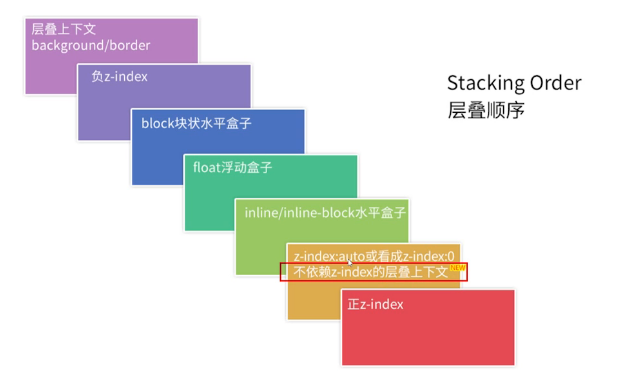 层叠上下文
background/border
负z-index
Stacking Order
层叠顺序
block块状水平盒子
float浮动盒子
inline/inline-block水平盒子
z-index:auto或看成z-index:0
不依赖z-index的层叠上下文
NEW
正z-index